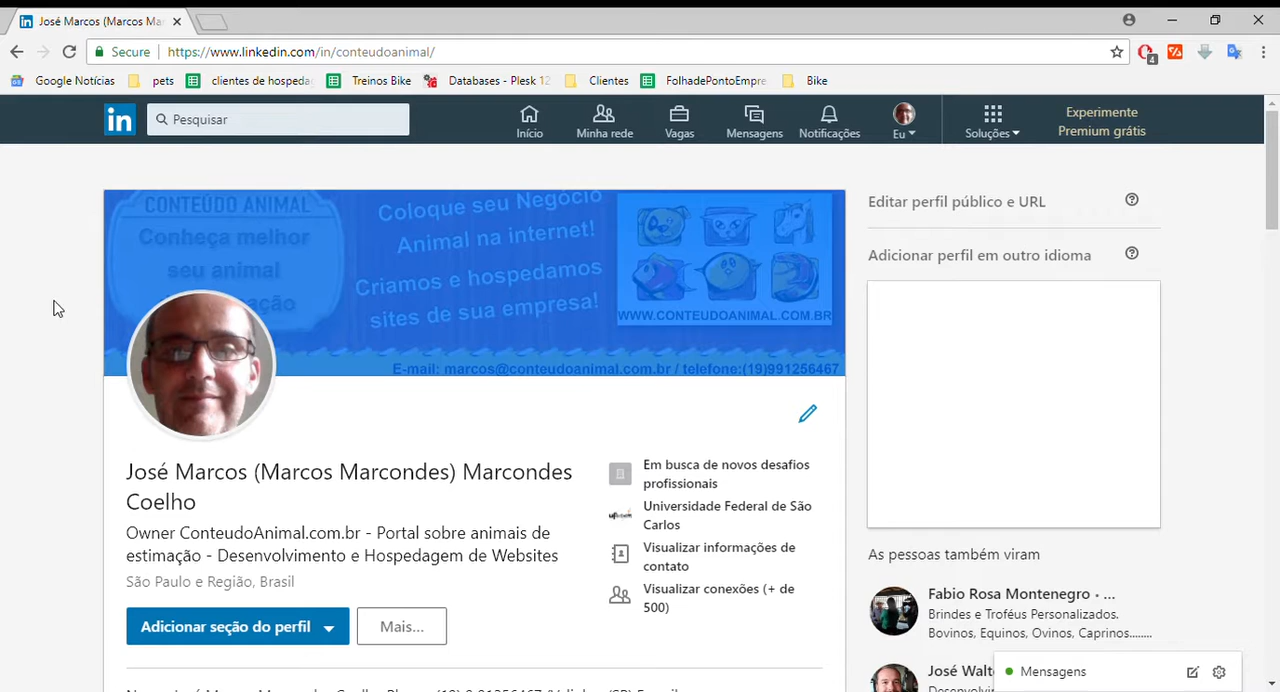 José Marcos (Marcos Mar
Secure
https://www.linkedin.com/in/conteudoanimal/
4
Google Notícias
pets
clientes de hospeda
Treinos Bike
Databases - Plesk 12
Clientes
FolhadePontoEmpre
Bike
in
Pesquisar
Início
Minha rede
Vagas
Mensagens
Notificações
Eu
Soluções
Experimente
Premium grátis
CONTEÚDO ANIMAL
Conheça melhor
seu animal
Coloque seu Negócio
Animal na internet!
Criamos e hospedamos
sites de sua empresa!
WWW.CONTEUDOANIMAL.COM.BR
E-mail: marcos@conteudoanimal.com.br / telefone:(19)991256467
José Marcos (Marcos Marcondes) Marcondes
Coelho
Owner ConteudoAnimal.com.br - Portal sobre animais de
estimação - Desenvolvimento e Hospedagem de Websites
São Paulo e Região, Brasil
Adicionar seção do perfil
Mais...
Em busca de novos desafios
profissionais
Universidade Federal de São
Carlos
Visualizar informações de
contato
Visualizar conexões (+ de
500)
Editar perfil público e URL
Adicionar perfil em outro idioma
As pessoas também viram
Fabio Rosa Montenegro • ...
Brindes e Troféus Personalizados.
Bovinos, Equinos, Ovinos, Caprinos........
José Walt
Mensagens